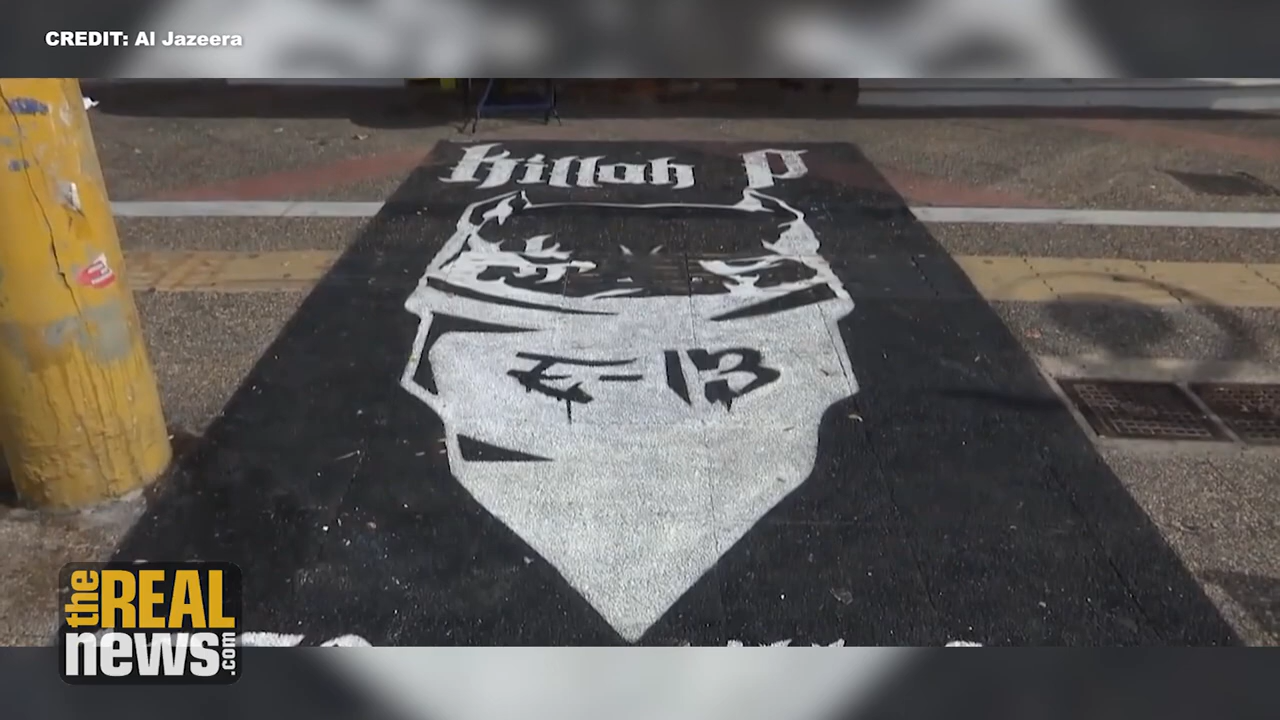 CREDIT: Al Jazeera
Killah P
E-13
the
REAL
news.com